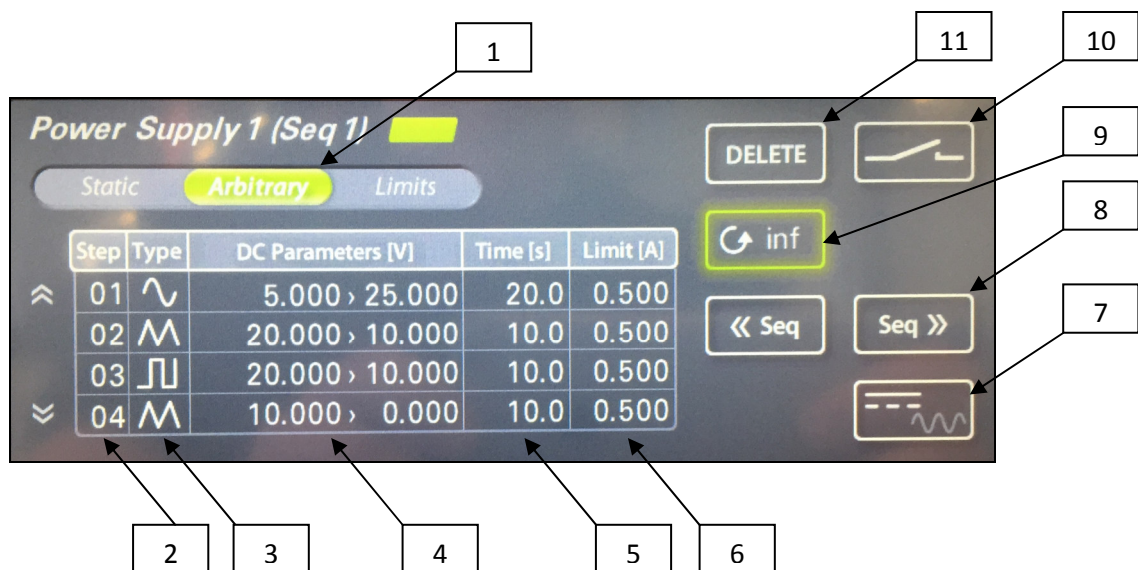 1
11
10
Power Supply 1 (Seq 1)
DELETE
9
Static Arbitrary Limits
inf
8
Step Type DC Parameters [V] Time [s] Limit [A]
01 5.000 › 25.000 20.0 0.500
« Seq
Seq »
7
02 20.000 › 10.000 10.0 0.500
03 20.000 › 10.000 10.0 0.500
04 10.000 › 0.000 10.0 0.500
2
3
4
5
6